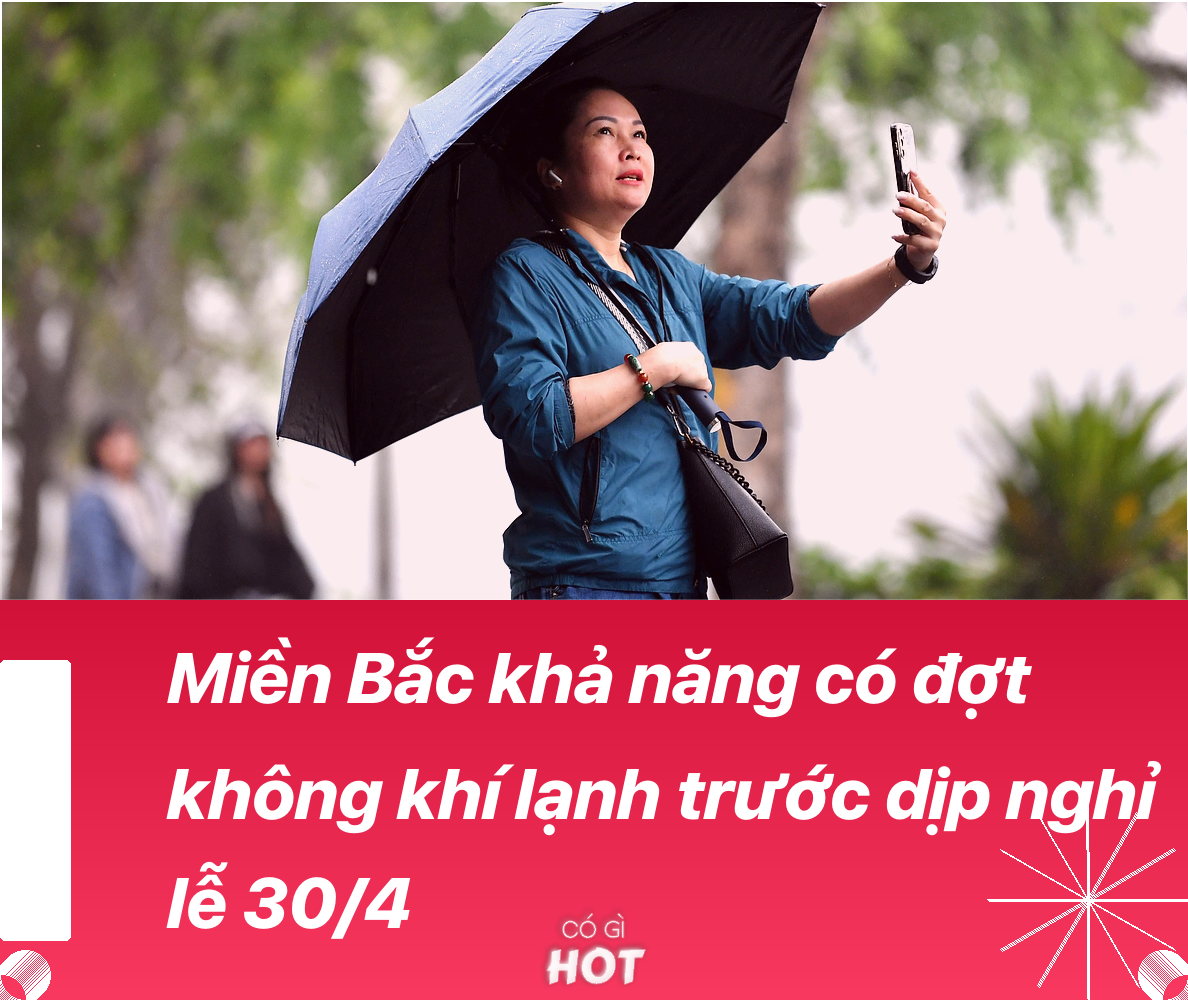 Miền Bắc khả năng có đợt
không khí lạnh trước dịp nghỉ
lễ 30/4
CÓ GÌ
HOT